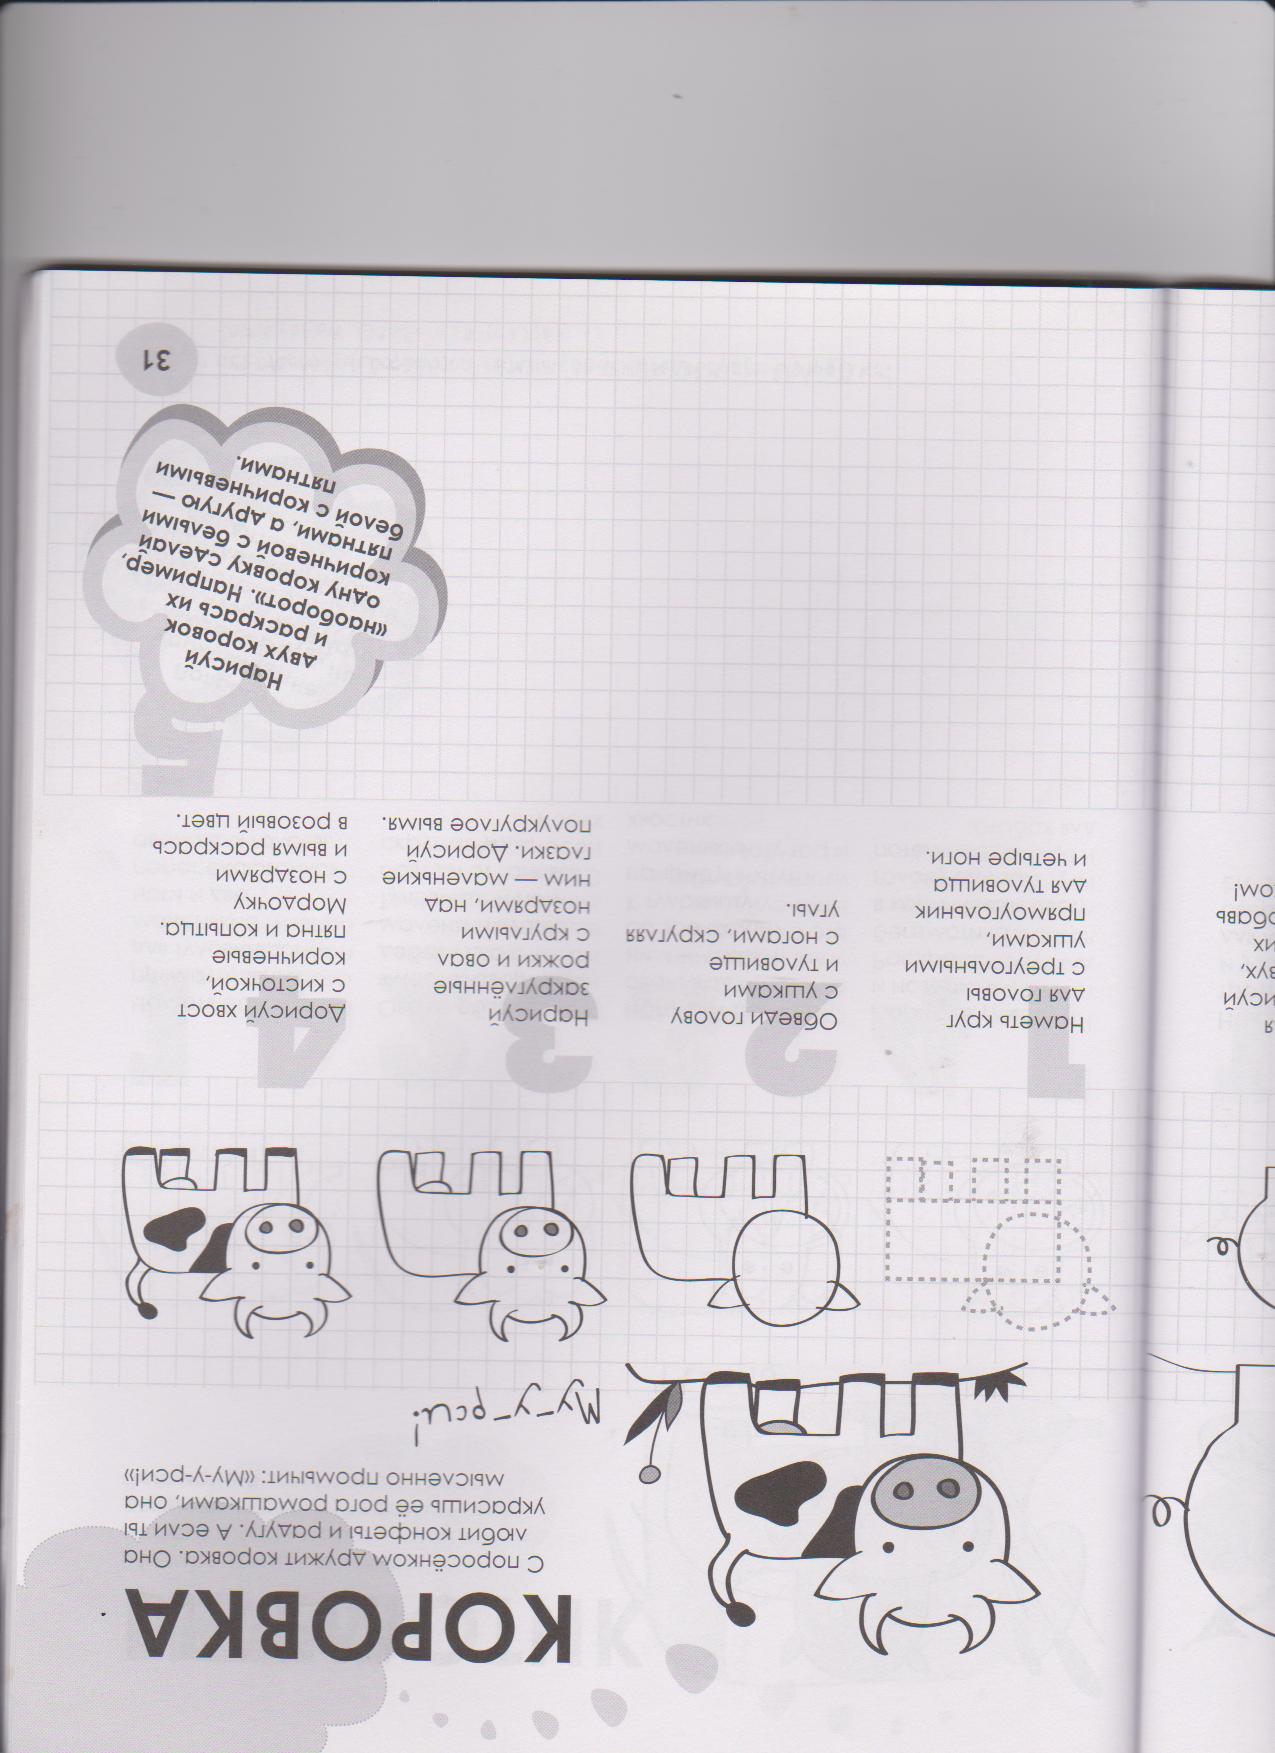 КОРОВКА
С поросёнком дружит коровка. Она
любит конфеты и радугу. А если ты
украсишь её рога ромашками, она
мысленно промычит: «Му-у-рси!»
Му-у-рси!
1
Наметь круг
для головы
с треугольными
ушками,
прямоугольник
для туловища
и четыре ноги.
2
Обведи голову
с ушками
и туловище
с ногами, скругляя
углы.
3
Нарисуй
закруглённые
рожки и овал
с круглыми
ноздрями, над
ним — маленькие
глазки. Дорисуй
полукруглое вымя.
4
Дорисуй хвост
с кисточкой,
коричневые
пятна и копыта.
Мордочку
с ноздрями
и вымя раскрась
в розовый цвет.
5
Нарисуй
двух коровок
и раскрась их
«наоборот». Например,
одну коровку сделай
коричневой с белыми
пятнами, а другую —
белой с коричневыми
пятнами.
31